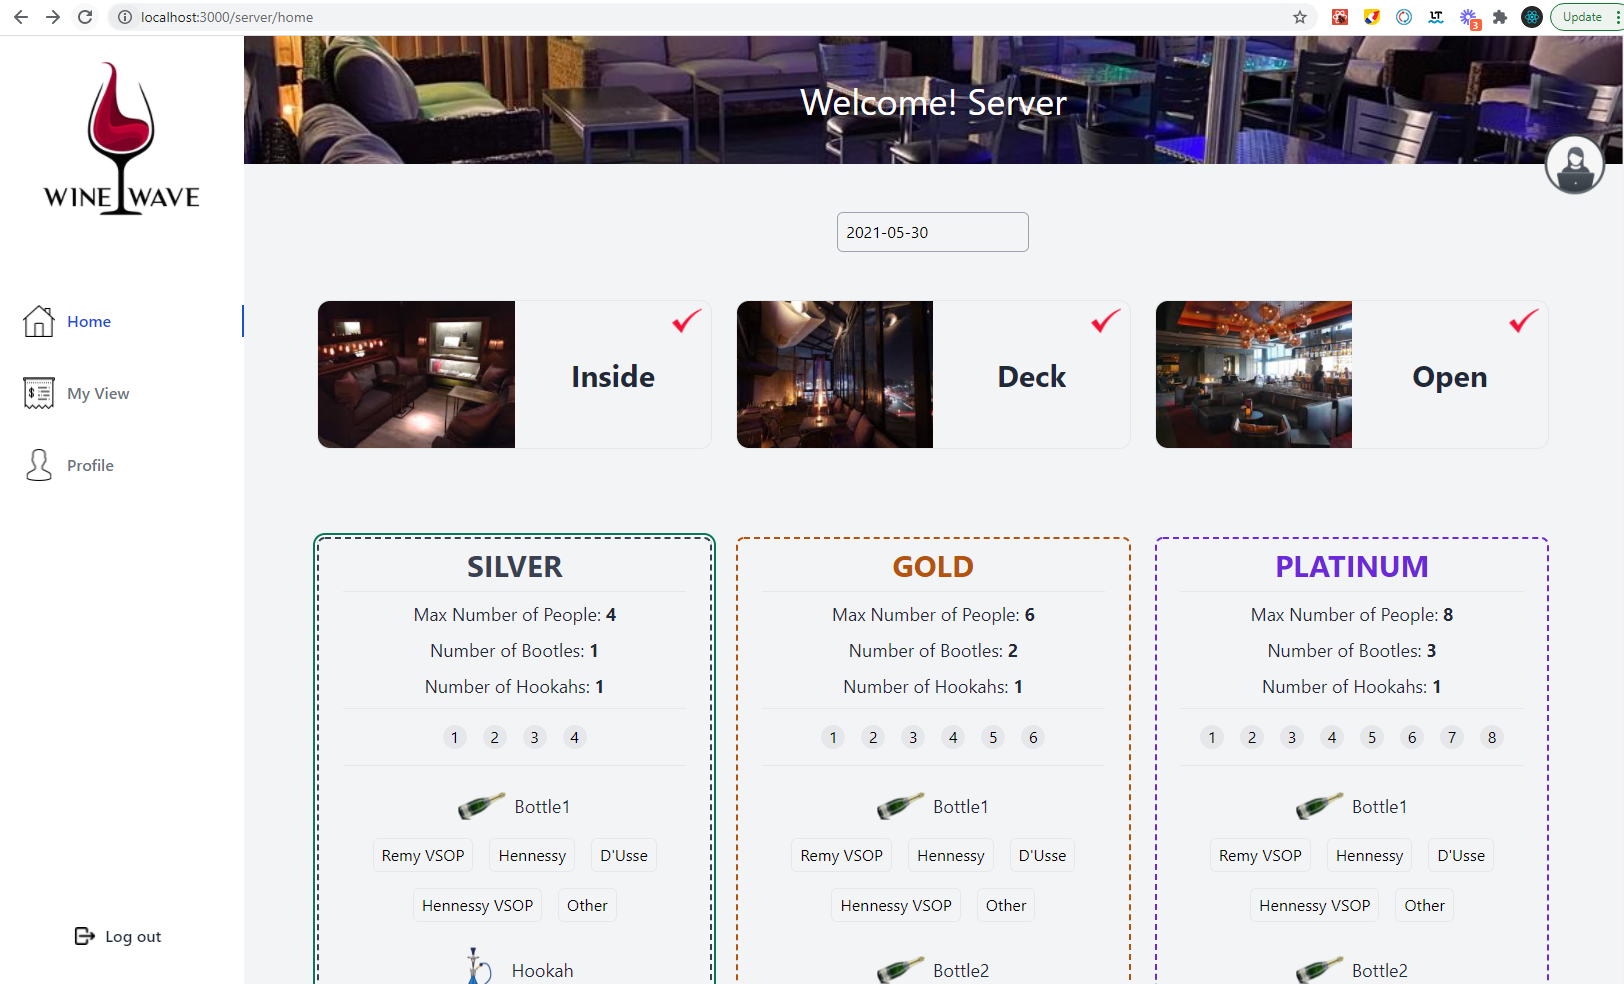 localhost:3000/server/home
LT
3
Update
WINE WAVE
Welcome! Server
2021-05-30
Home
My View
Profile
Log out
Inside
Deck
Open
SILVER
Max Number of People: 4
Number of Bootles: 1
Number of Hookahs: 1
1 2 3 4
Bottle1
Remy VSOP Hennessy D'Usse
Hennessy VSOP Other
Hookah
GOLD
Max Number of People: 6
Number of Bootles: 2
Number of Hookahs: 1
1 2 3 4 5 6
Bottle1
Remy VSOP Hennessy D'Usse
Hennessy VSOP Other
Bottle2
PLATINUM
Max Number of People: 8
Number of Bootles: 3
Number of Hookahs: 1
1 2 3 4 5 6 7 8
Bottle1
Remy VSOP Hennessy D'Usse
Hennessy VSOP Other
Bottle2